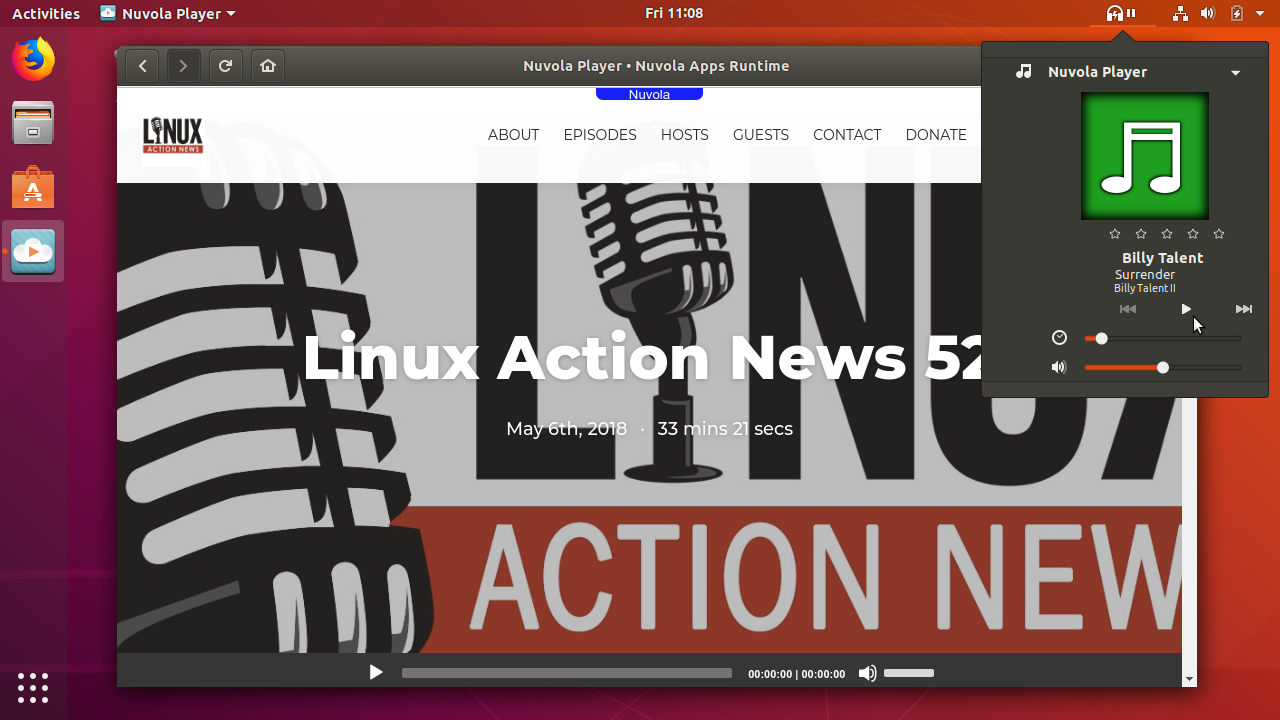 Activities
Nuvola Player
Fri 11:08
Nuvola Player • Nuvola Apps Runtime
Nuvola
LINUX
ACTION NEWS
ABOUT
EPISODES
HOSTS
GUESTS
CONTACT
DONATE
Linux Action News 52
May 6th, 2018 · 33 mins 21 secs
ACTION NEW
00:00:00 | 00:00:00
Nuvola Player
Billy Talent
Surrender
Billy Talent II